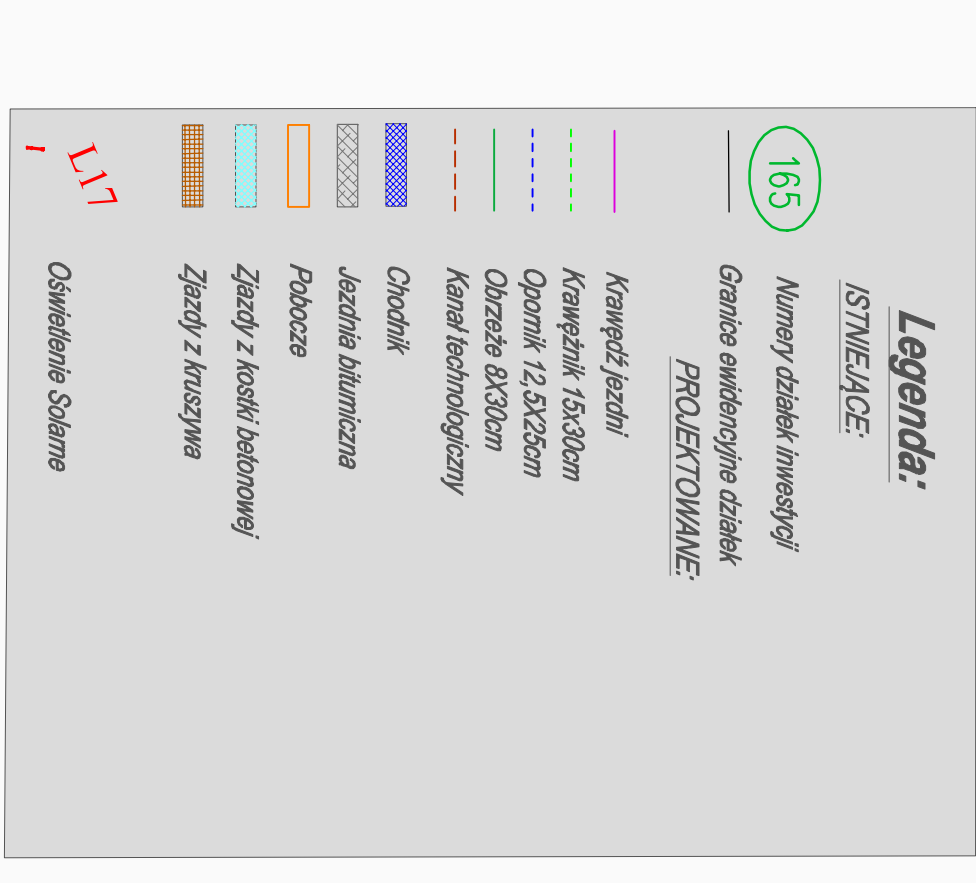 Legenda:
ISTNIEJĄCE:
165
Numery działek inwestycji
Granice ewidencyjne działek
PROJEKTOWANE:
Krawędź jezdni
Krawężnik 15x30cm
Opornik 12,5X25cm
Obrzeże 8X30cm
Kanał technologiczny
Chodnik
Jezdnia bitumiczna
Pobocze
Zjazdy z kostki betonowej
Zjazdy z kruszywa
L17
Oświetlenie Solarne